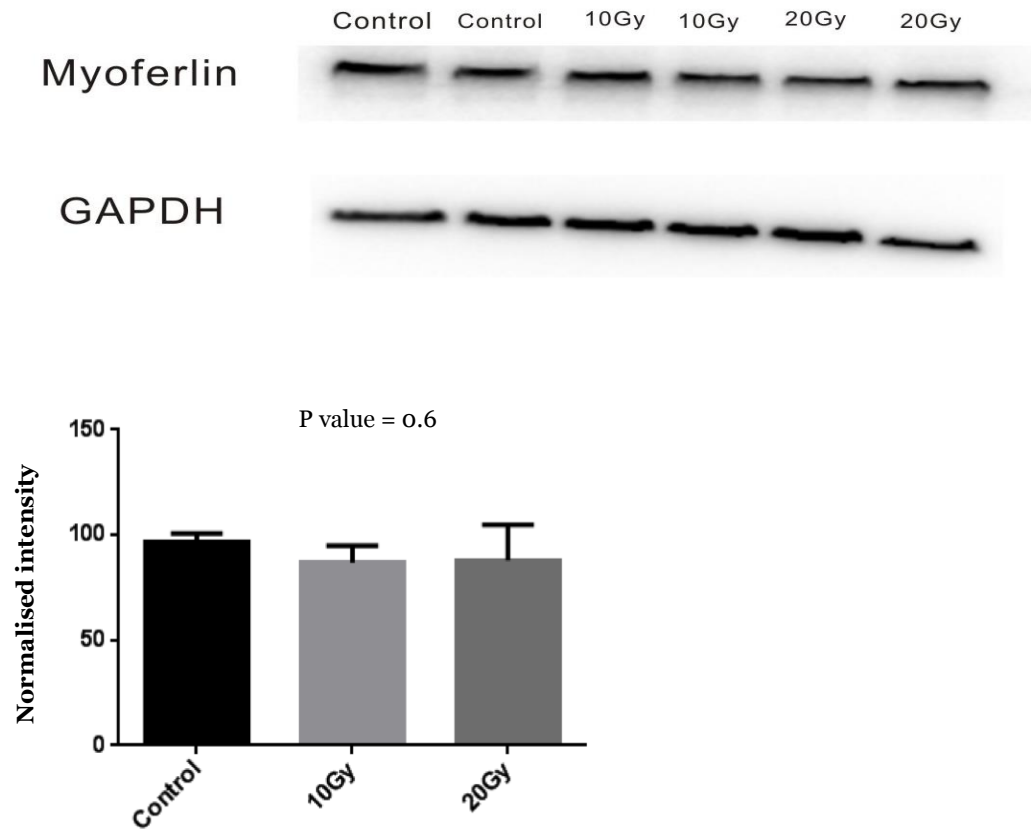 Control Control 10Gy 10Gy 20Gy 20Gy
Myoferlin
GAPDH
P value = 0.6
150
100
50
0
Normalised intensity
Control 10Gy 20Gy